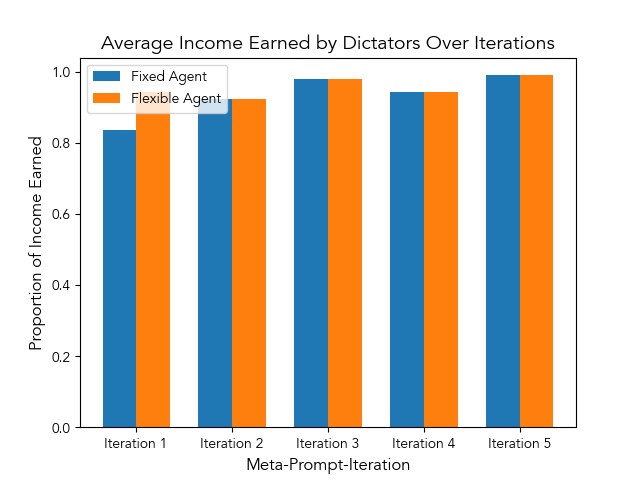 Average Income Earned by Dictators Over Iterations
Fixed Agent
Flexible Agent
1.0
0.8
0.6
0.4
0.2
0.0
Proportion of Income Earned
Iteration 1
Iteration 2
Iteration 3
Iteration 4
Iteration 5
Meta-Prompt-Iteration